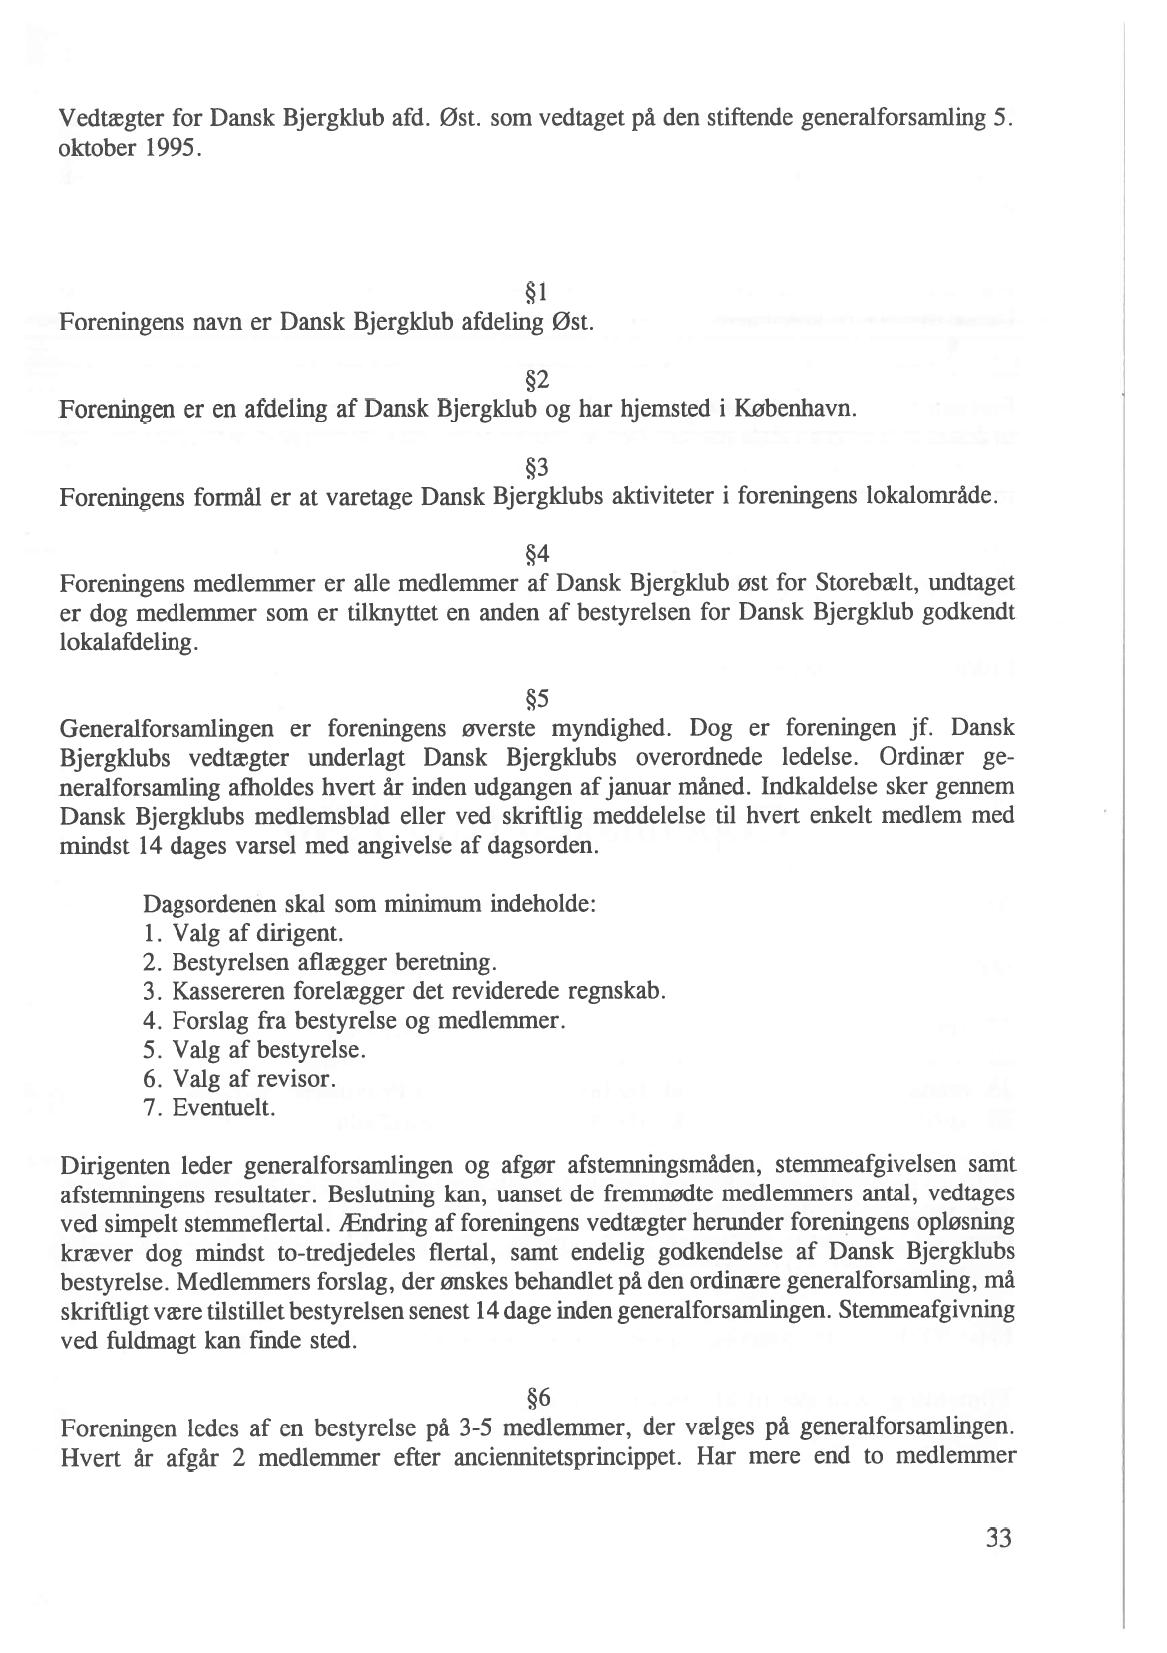 Vedtægter for Dansk Bjergklub afd. Øst. som vedtaget på den stiftende generalforsamling 5.
oktober 1995.
§1
Foreningens navn er Dansk Bjergklub afdeling Øst.
§2
Foreningen er en afdeling af Dansk Bjergklub og har hjemsted i København.
§3
Foreningens formål er at varetage Dansk Bjergklubs aktiviteter i foreningens lokalområde.
§4
Foreningens medlemmer er alle medlemmer af Dansk Bjergklub øst for Storebælt, undtaget
er dog medlemmer som er tilknyttet en anden af bestyrelsen for Dansk Bjergklub godkendt
lokalafdeling.
§5
Generalforsamlingen er foreningens øverste myndighed. Dog er foreningen jf. Dansk
Bjergklubs vedtægter underlagt Dansk Bjergklubs overordnede ledelse. Ordinær ge-
neralforsamling afholdes hvert år inden udgangen af januar måned. Indkaldelse sker gennem
Dansk Bjergklubs medlemsblad eller ved skriftlig meddelelse til hvert enkelt medlem med
mindst 14 dages varsel med angivelse af dagsorden.
Dagsordenen skal som minimum indeholde:
1. Valg af dirigent.
2. Bestyrelsen aflægger beretning.
3. Kassereren forelægger det reviderede regnskab.
4. Forslag fra bestyrelse og medlemmer.
5. Valg af bestyrelse.
6. Valg af revisor.
7. Eventuelt.
Dirigenten leder generalforsamlingen og afgør afstemningsmåden, stemmeafgivelsen samt
afstemningens resultater. Beslutning kan, uanset de fremmødte medlemmers antal, vedtages
ved simpelt stemmeflertal. Ændring af foreningens vedtægter herunder foreningens opløsning
kræver dog mindst to-tredjedeles flertal, samt endelig godkendelse af Dansk Bjergklubs
bestyrelse. Medlemmers forslag, der ønskes behandlet på den ordinære generalforsamling, må
skriftligt være tilstillet bestyrelsen senest 14 dage inden generalforsamlingen. Stemmeafgivning
ved fuldmagt kan finde sted.
§6
Foreningen ledes af en bestyrelse på 3-5 medlemmer, der vælges på generalforsamlingen.
Hvert år afgår 2 medlemmer efter anciennitetsprincippet. Har mere end to medlemmer
33